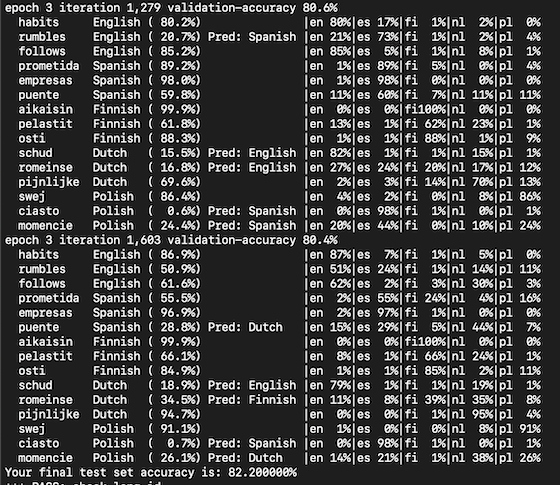 epoch 3 iteration 1,279 validation-accuracy 80.6%
habits English ( 80.2%) |en 80%|es 17%|fi 1%|nl 2%|pl 0%
rumbles English ( 20.7%) Pred: Spanish |en 21%|es 73%|fi 1%|nl 2%|pl 4%
follows English ( 85.2%) |en 85%|es 5%|fi 1%|nl 8%|pl 1%
prometida Spanish ( 89.2%) |en 1%|es 89%|fi 5%|nl 0%|pl 4%
empresas Spanish ( 98.0%) |en 1%|es 98%|fi 0%|nl 0%|pl 0%
puente Spanish ( 59.8%) |en 11%|es 60%|fi 7%|nl 11%|pl 11%
aikaisin Finnish ( 99.9%) |en 0%|es 0%|fi100%|nl 0%|pl 0%
pelastit Finnish ( 61.8%) |en 13%|es 1%|fi 62%|nl 23%|pl 1%
osti Finnish ( 88.3%) |en 1%|es 1%|fi 88%|nl 1%|pl 9%
schud Dutch ( 15.5%) Pred: English |en 82%|es 1%|fi 1%|nl 15%|pl 1%
romeinse Dutch ( 16.8%) Pred: English |en 27%|es 24%|fi 20%|nl 17%|pl 12%
pijnlijke Dutch ( 69.6%) |en 2%|es 3%|fi 14%|nl 70%|pl 13%
swej Polish ( 86.4%) |en 4%|es 2%|fi 0%|nl 8%|pl 86%
ciasto Polish ( 0.6%) Pred: Spanish |en 0%|es 98%|fi 1%|nl 0%|pl 1%
momencie Polish ( 24.4%) Pred: Spanish |en 20%|es 44%|fi 0%|nl 10%|pl 24%
epoch 3 iteration 1,603 validation-accuracy 80.4%
habits English ( 86.9%) |en 87%|es 7%|fi 1%|nl 5%|pl 0%
rumbles English ( 50.9%) |en 51%|es 24%|fi 1%|nl 14%|pl 11%
follows English ( 61.6%) |en 62%|es 2%|fi 3%|nl 30%|pl 3%
prometida Spanish ( 55.5%) |en 2%|es 55%|fi 24%|nl 4%|pl 16%
empresas Spanish ( 96.9%) |en 2%|es 97%|fi 1%|nl 0%|pl 0%
puente Spanish ( 28.8%) Pred: Dutch |en 15%|es 29%|fi 5%|nl 44%|pl 7%
aikaisin Finnish ( 99.9%) |en 0%|es 0%|fi100%|nl 0%|pl 0%
pelastit Finnish ( 66.1%) |en 8%|es 1%|fi 66%|nl 24%|pl 1%
osti Finnish ( 84.9%) |en 1%|es 1%|fi 85%|nl 2%|pl 11%
schud Dutch ( 18.9%) Pred: English |en 79%|es 1%|fi 1%|nl 19%|pl 1%
romeinse Dutch ( 34.5%) Pred: Finnish |en 11%|es 8%|fi 39%|nl 35%|pl 8%
pijnlijke Dutch ( 94.7%) |en 0%|es 0%|fi 1%|nl 95%|pl 4%
swej Polish ( 91.1%) |en 1%|es 0%|fi 0%|nl 8%|pl 91%
ciasto Polish ( 0.7%) Pred: Spanish |en 0%|es 98%|fi 1%|nl 0%|pl 1%
momencie Polish ( 26.1%) Pred: Dutch |en 14%|es 21%|fi 1%|nl 38%|pl 26%
Your final test set accuracy is: 82.200000%